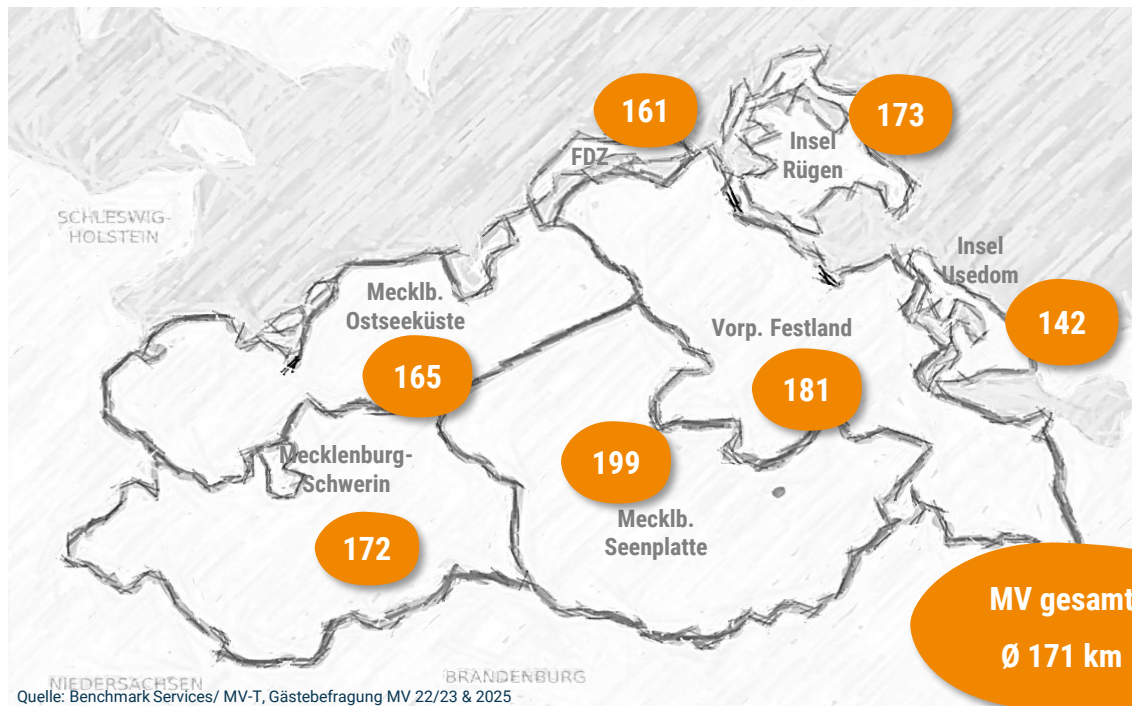 161
173
FDZ
Insel
Rügen
SCHLESWIG-
HOLSTEIN
Insel
Usedom
142
Mecklb.
Ostseeküste
165
Vorp. Festland
181
199
Mecklb.
Seenplatte
Mecklenburg-
Schwerin
172
MV gesamt
Ø 171 km
BRANDENBURG
NIEDERSACHSEN
Quelle: Benchmark Services/ MV-T, Gästebefragung MV 22/23 & 2025